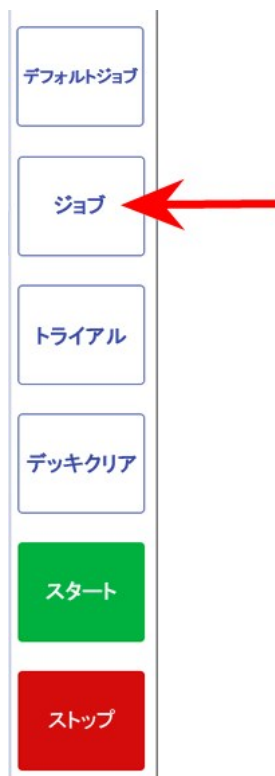 デフォルトジョブ
ジョブ
トライアル
デッキクリア
スタート
ストップ